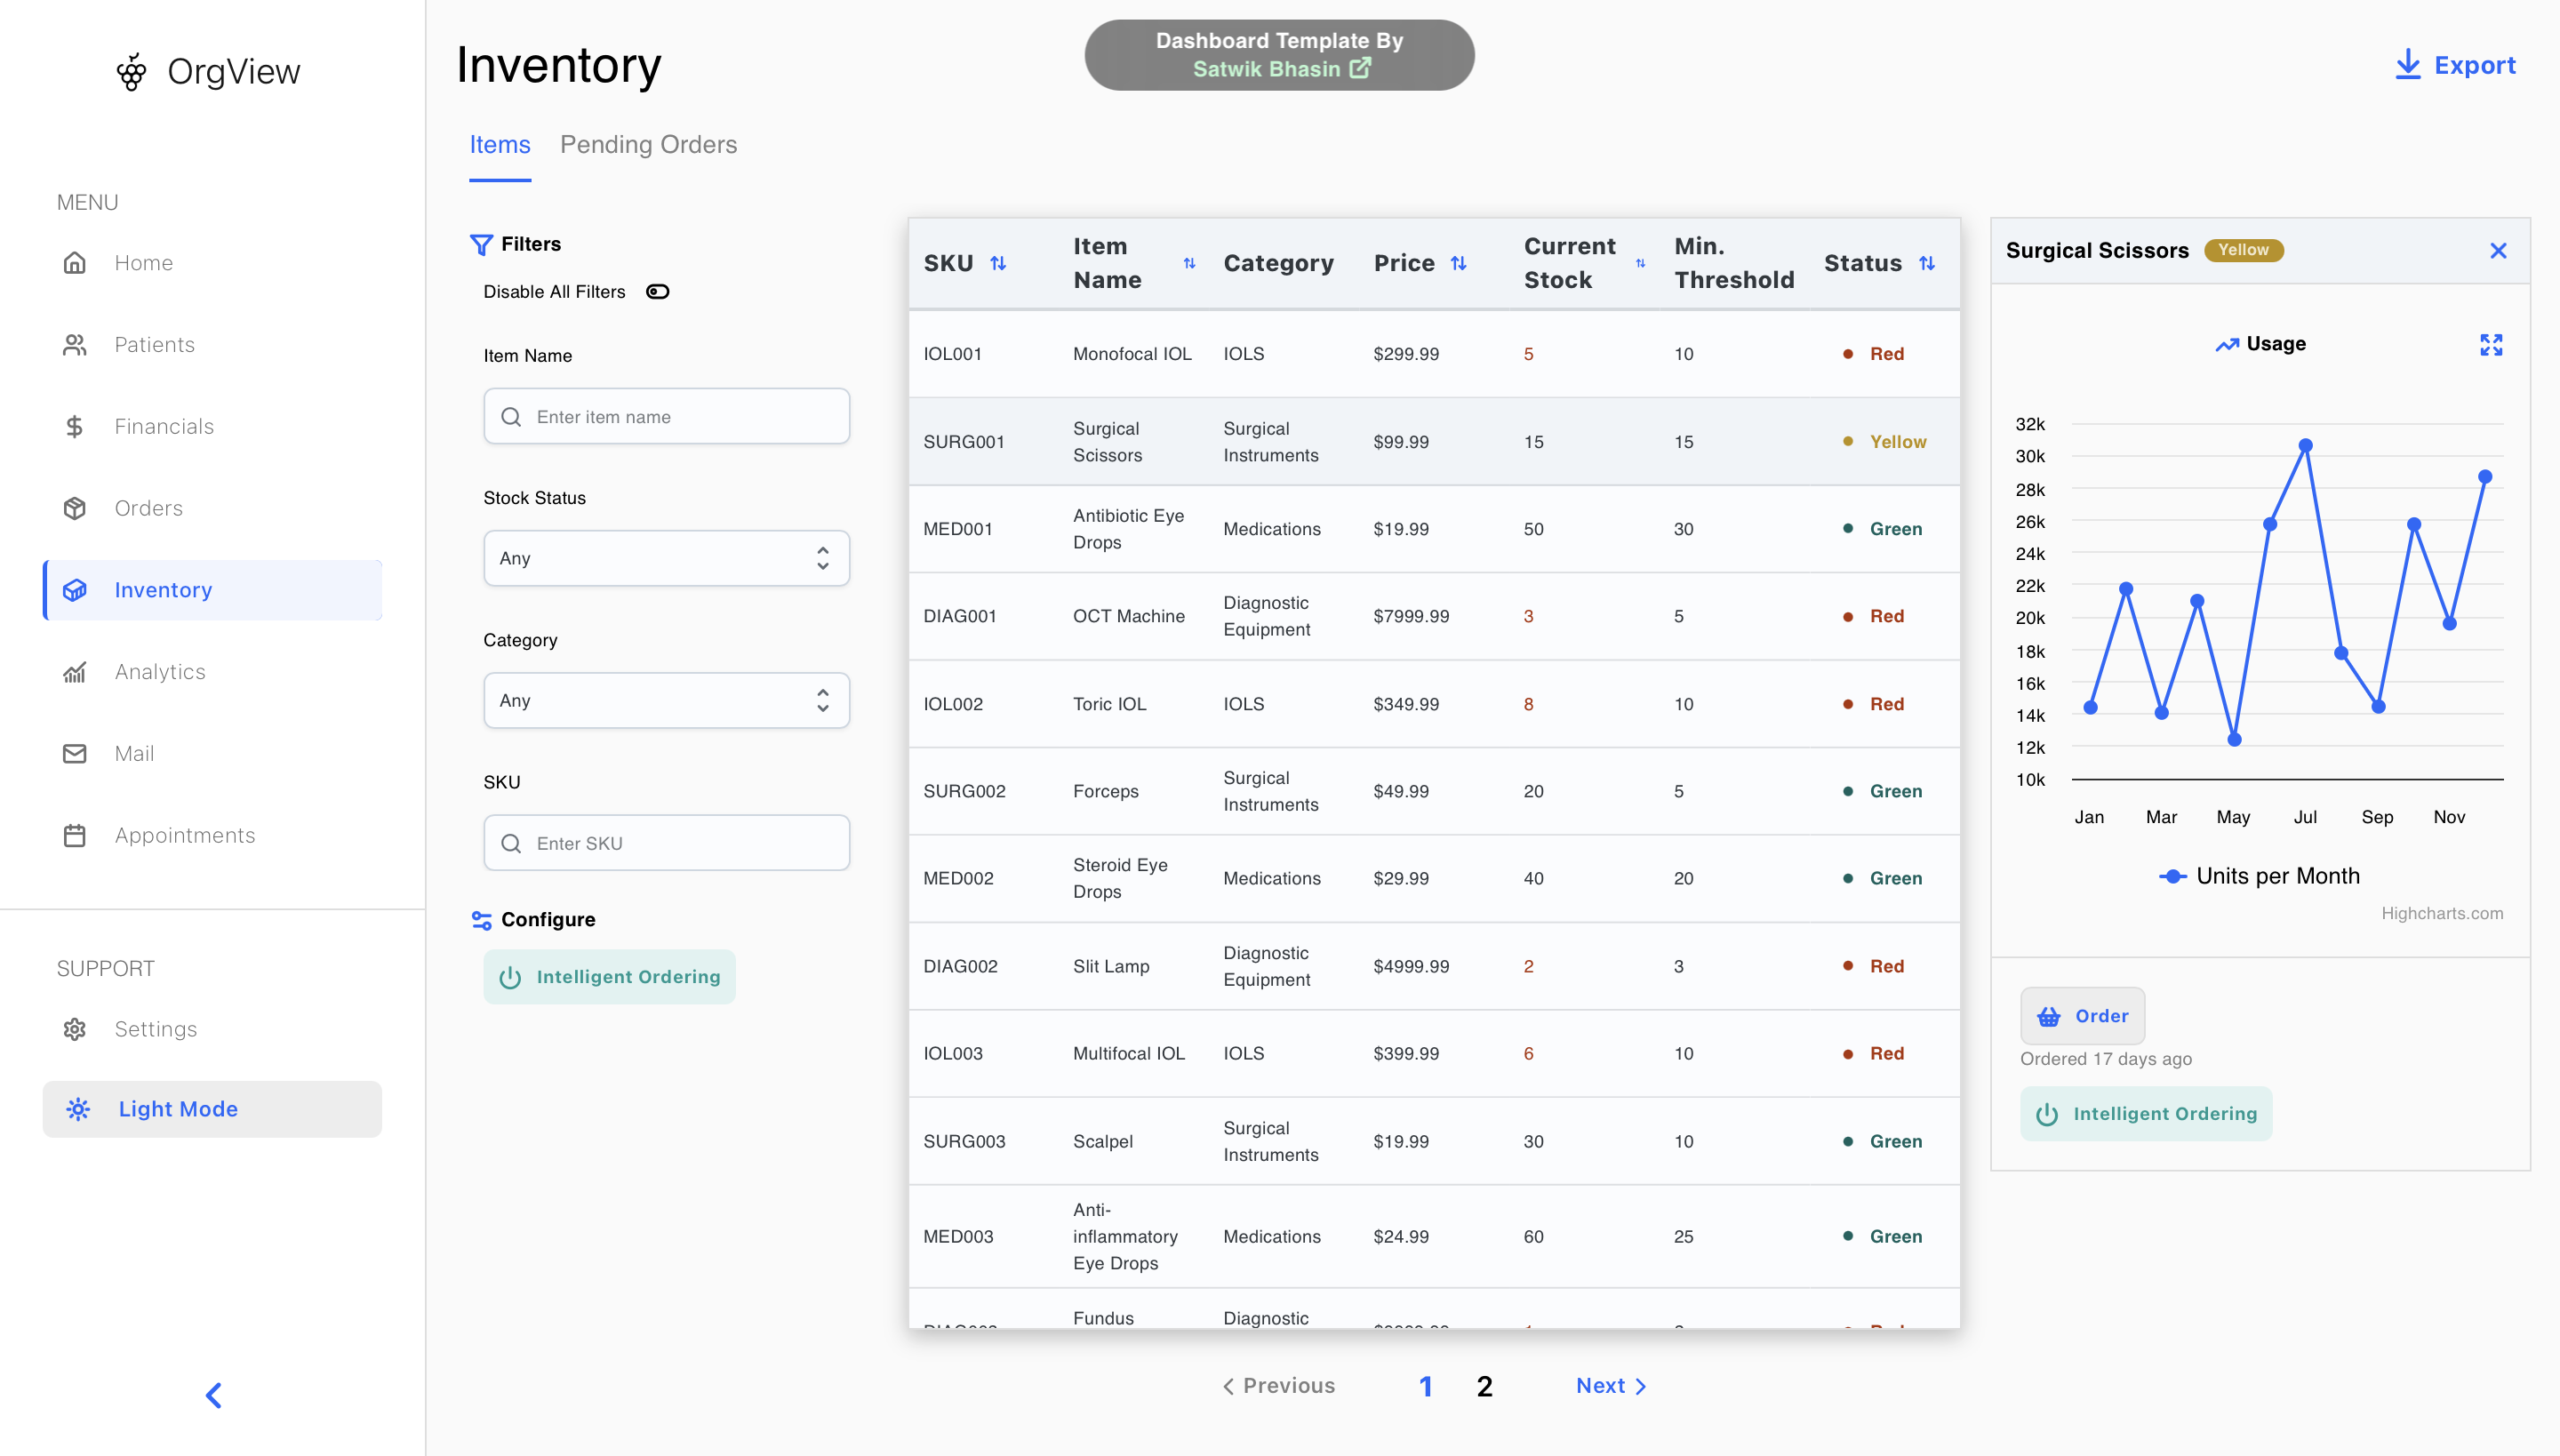 OrgView
MENU
Home
Patients
Financials
Orders
Inventory
Analytics
Mail
Appointments
SUPPORT
Settings
Light Mode
Inventory
Dashboard Template By
Satwik Bhasin
Export
Items
Pending Orders
Filters
Disable All Filters
Item Name
Enter item name
Stock Status
Any
Category
Any
SKU
Enter SKU
Configure
Intelligent Ordering
SKU Item Name Category Price Current Stock Min. Threshold Status
IOL001 Monofocal IOL IOLS $299.99 5 10 Red
SURG001 Surgical Scissors Surgical Instruments $99.99 15 15 Yellow
MED001 Antibiotic Eye Drops Medications $19.99 50 30 Green
DIAG001 OCT Machine Diagnostic Equipment $7999.99 3 5 Red
IOL002 Toric IOL IOLS $349.99 8 10 Red
SURG002 Forceps Surgical Instruments $49.99 20 5 Green
MED002 Steroid Eye Drops Medications $29.99 40 20 Green
DIAG002 Slit Lamp Diagnostic Equipment $4999.99 2 3 Red
IOL003 Multifocal IOL IOLS $399.99 6 10 Red
SURG003 Scalpel Surgical Instruments $19.99 30 10 Green
MED003 Anti-inflammatory Eye Drops Medications $24.99 60 25 Green
Fundus Diagnostic
Previous 1 2 Next
Surgical Scissors Yellow
Usage
32k
30k
28k
26k
24k
22k
20k
18k
16k
14k
12k
10k
Jan Mar May Jul Sep Nov
Units per Month
Highcharts.com
Order
Ordered 17 days ago
Intelligent Ordering